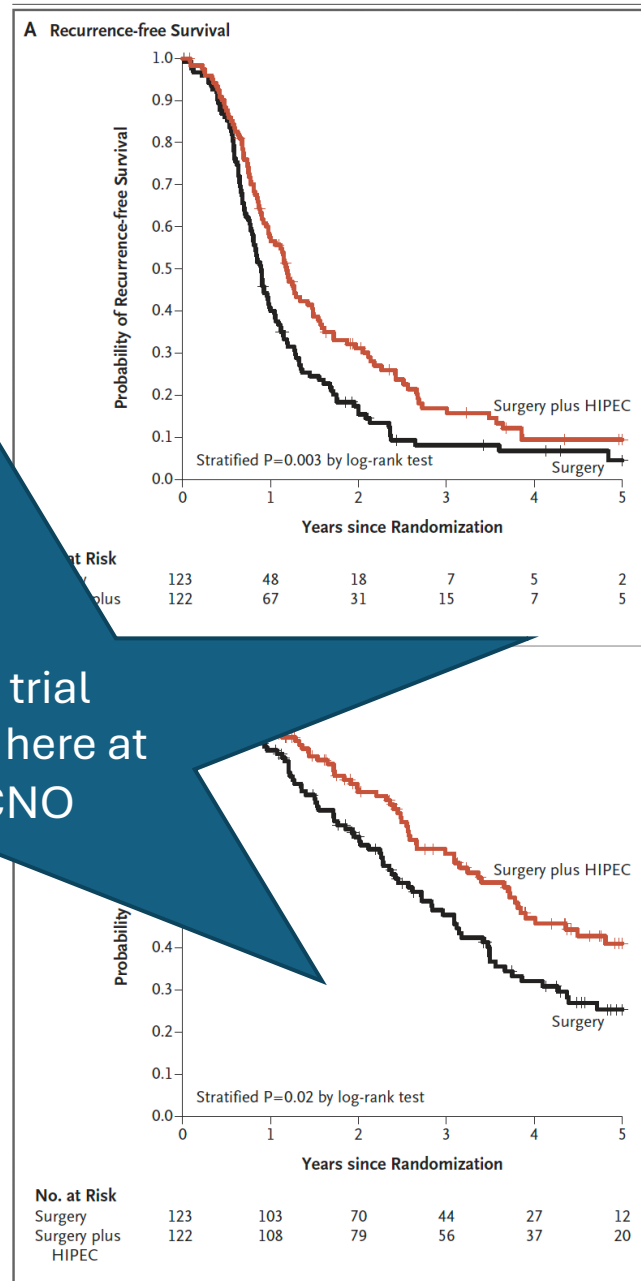 A Recurrence-free Survival
Probability of Recurrence-free Survival
1.0
0.9
0.8
0.7
0.6
0.5
0.4
0.3
0.2
0.1
0.0
Surgery plus HIPEC
Surgery
Stratified P=0.003 by log-rank test
0 1 2 3 4 5
Years since Randomization
at Risk
123 48 18 7 5 2
plus 122 67 31 15 7 5
trial
here at
CNO
Probability
0.4
0.3
0.2
0.1
0.0
Surgery plus HIPEC
Surgery
Stratified P=0.02 by log-rank test
0 1 2 3 4 5
Years since Randomization
No. at Risk
Surgery 123 103 70 44 27 12
Surgery plus 122 108 79 56 37 20
HIPEC